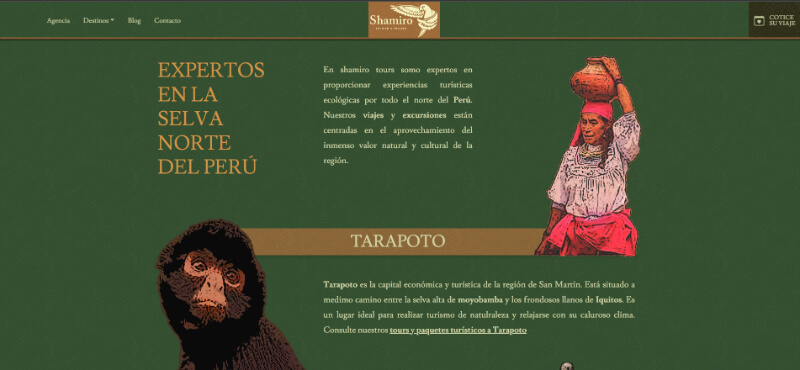 Agencia
Destinos
Blog
Contacto
Shamiro
COTICE
SU VIAJE
EXPERTOS
EN LA
SELVA
NORTE
DEL PERÚ
En shamiro tours somo expertos en
proporcionar experiencias turísticas
ecológicas por todo el norte del Perú.
Nuestros viajes y excursiones están
centradas en el aprovechamiento del
inmenso valor natural y cultural de la
región.
TARAPOTO
Tarapoto es la capital económica y turística de la región de San Martín. Está situado a
medimo camino entre la selva alta de moyobamba y los frondosos llanos de Iquitos. Es
un lugar ideal para realizar turismo de natulraleza y relajarse con su caluroso clima.
Consulte nuestros tours y paquetes turísticos a Tarapoto